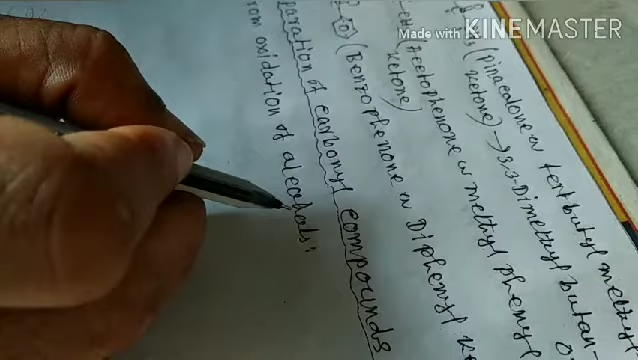 Made with KINEMASTER
(pinacolone or tert butyl methyl
ketone) → 3,3-Dimethyl butan-
(Acetophenone or methyl phenyl
ketone)
(Benzophenone or Diphenyl ke
paration of carbonyl compounds
rom oxidation of alcohols: